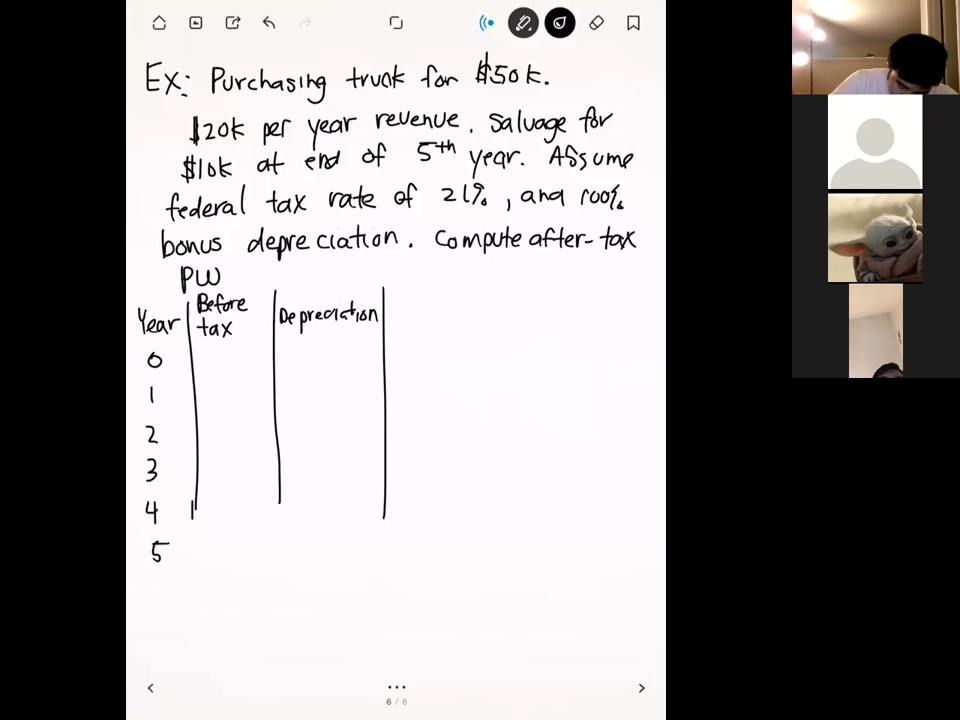 Ex: Purchasing truck for $50k.
$20k per year revenue. Salvage for
$10k at end of 5th year. Assume
federal tax rate of 21%, and 100%
bonus depreciation. Compute after-tax
PW
Year Before tax Depreciation
0
1
2
3
4
5
6 / 6